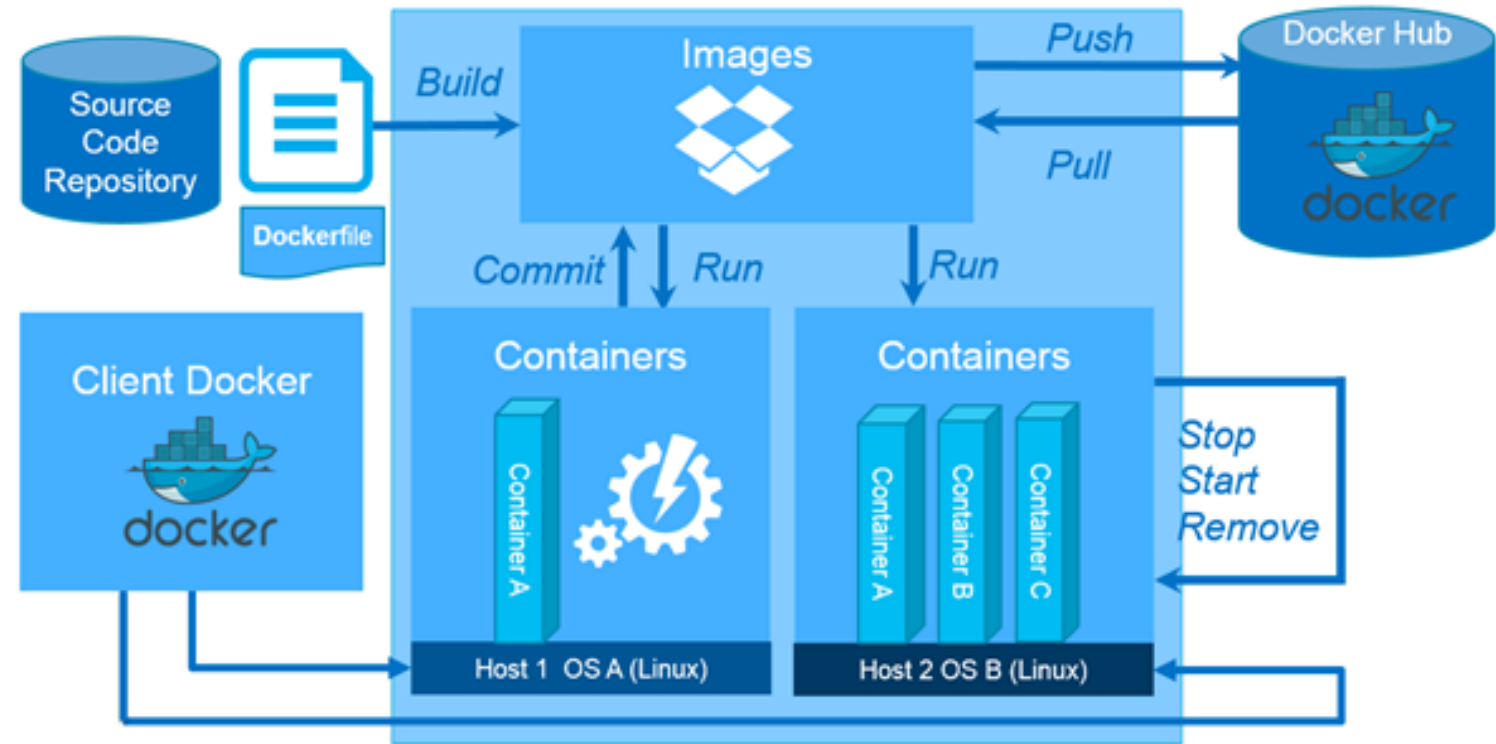 Source
Code
Repository
Dockerfile
Build
Images
Push
Pull
Docker Hub
docker
Commit
Run
Run
Client Docker
docker
Containers
Container A
Host 1 OS A (Linux)
Containers
Container A
Container B
Container C
Host 2 OS B (Linux)
Stop
Start
Remove